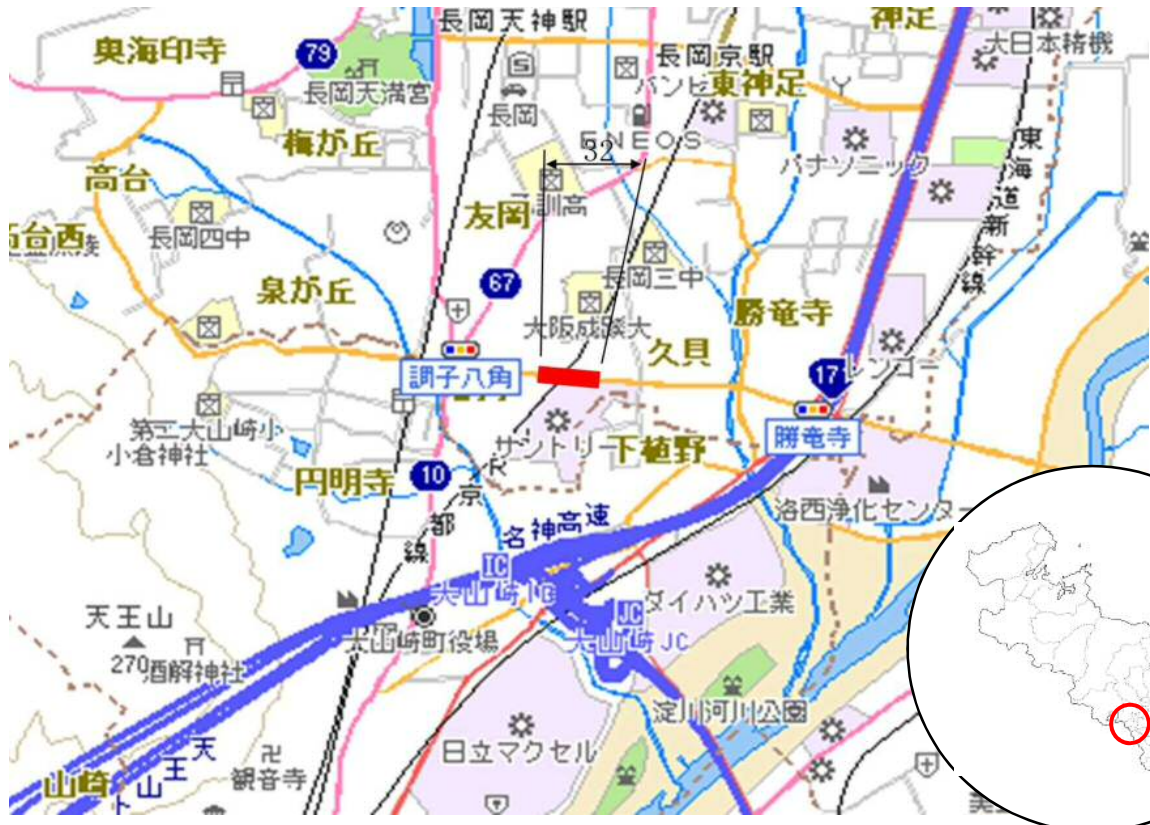 長岡天神駅
神足
奥海印寺
79
長岡京駅
大日本精機
東神足
バンビ
長岡天満宮
長岡
梅が丘
ENEOS
32
パナソニック
東海道新幹線
高台
友岡
長岡四中
長岡三中
泉が丘
67
大阪成蹊大
勝竜寺
久貝
レンゴー
調子八角
17
第二大山崎小
小倉神社
サントリー
下植野
勝竜寺
円明寺
10
京都線
洛西浄化センター
名神高速
IC
大山崎IC
ダイハツ工業
JC
大山崎JC
天王山
大山崎町役場
270
酒解神社
淀川河川公園
日立マクセル
観音寺
山崎
天王山ト